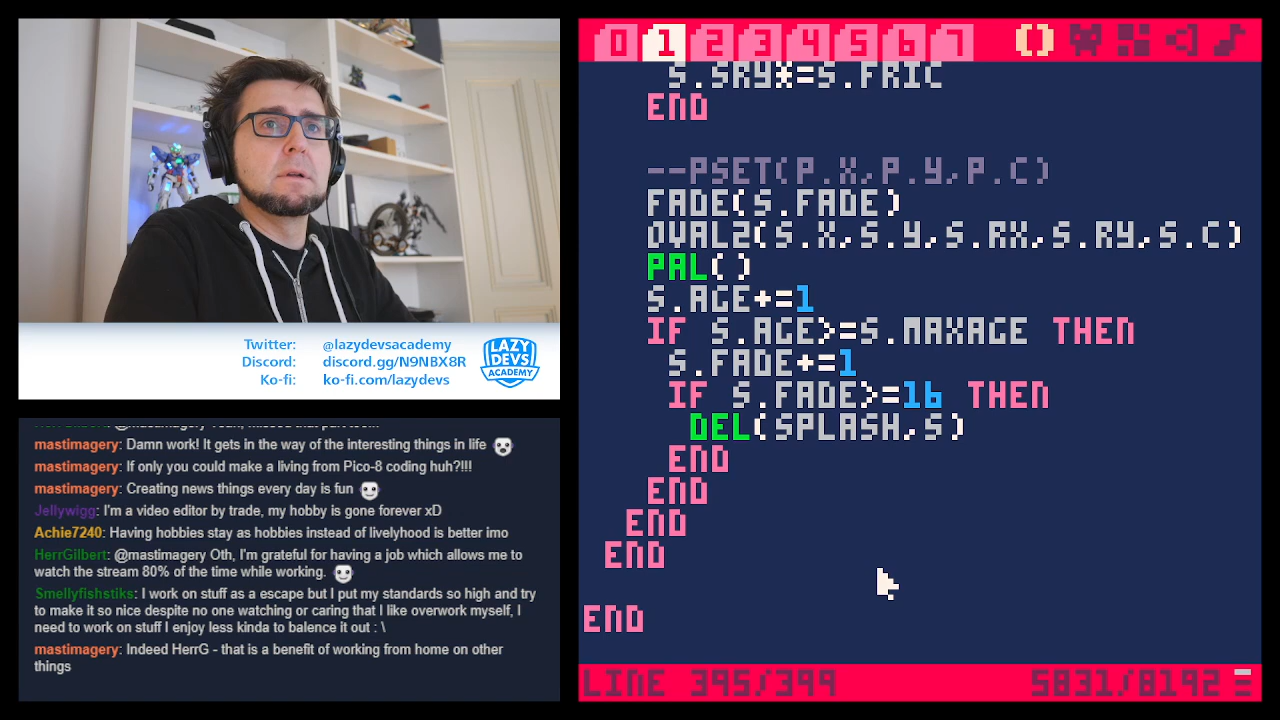 Twitter: @lazydevsacademy
Discord: discord.gg/N9NBX8R
Ko-fi: ko-fi.com/lazydevs
LAZY
DEVS
ACADEMY
mastimagery: Damn work! It gets in the way of the interesting things in life
mastimagery: If only you could make a living from Pico-8 coding huh?!!!
mastimagery: Creating news things every day is fun
Jellywigg: I'm a video editor by trade, my hobby is gone forever xD
Achie7240: Having hobbies stay as hobbies instead of livelyhood is better imo
HerrGilbert: @mastimagery Oth, I'm grateful for having a job which allows me to
watch the stream 80% of the time while working.
Smellyfishstiks: I work on stuff as a escape but I put my standards so high and try
to make it so nice despite no one watching or caring that I like overwork myself, I
need to work on stuff I enjoy less kinda to balence it out : \
mastimagery: Indeed HerrG - that is a benefit of working from home on other
things
0 1 2 3 4 5 6 7 ()
S.SRY*=S.FRIC
END
--PSET(P.X,P.Y,P.C)
FADE(S.FADE)
OVAL2(S.X,S.Y,S.RX,S.RY,S.C)
PAL()
S.AGE+=1
IF S.AGE>=S.MAXAGE THEN
S.FADE+=1
IF S.FADE>=16 THEN
DEL(SPLASH,S)
END
END
END
END
END
LINE 395/399 5831/8192